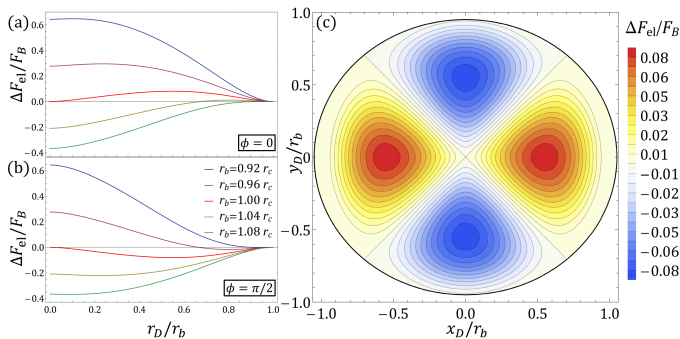 (a)
ΔF_el/F_B
0.6
0.4
0.2
0.0
−0.2
−0.4
ϕ = 0
(b)
ΔF_el/F_B
0.6
0.4
0.2
0.0
−0.2
−0.4
r_b=0.92 r_c
r_b=0.96 r_c
r_b=1.00 r_c
r_b=1.04 r_c
r_b=1.08 r_c
ϕ = π/2
0.0 0.2 0.4 0.6 0.8 1.0
r_D/r_b
(c)
y_D/r_b
1.0
0.5
0
−0.5
−1.0
−1.0 −0.5 0.0 0.5 1.0
x_D/r_b
ΔF_el/F_B
0.08
0.08
0.06
0.05
0.04
0.03
0.01
−0.01
−0.03
−0.04
−0.05
−0.06
−0.08
−0.08